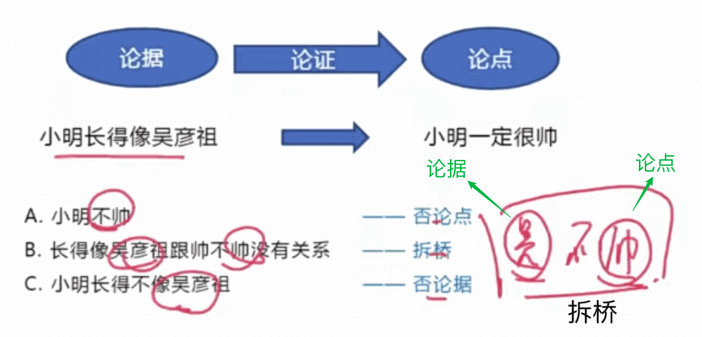 论据 论证 论点
小明长得像吴彦祖 小明一定很帅
论据 论点
A. 小明不帅 —— 否论点
B. 长得像吴彦祖跟帅不帅没有关系 —— 拆桥
C. 小明长得不像吴彦祖 —— 否论据
吴 不 帅
拆桥